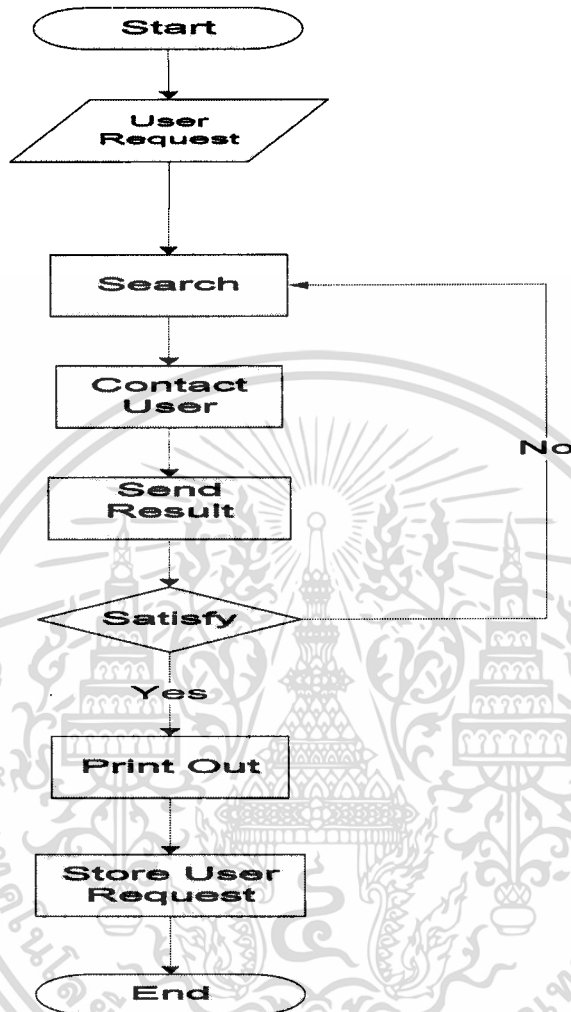 Start
User
Request
Search
Contact
User
No
Send
Result
Satisfy
Yes
Print Out
Store User
Request
End